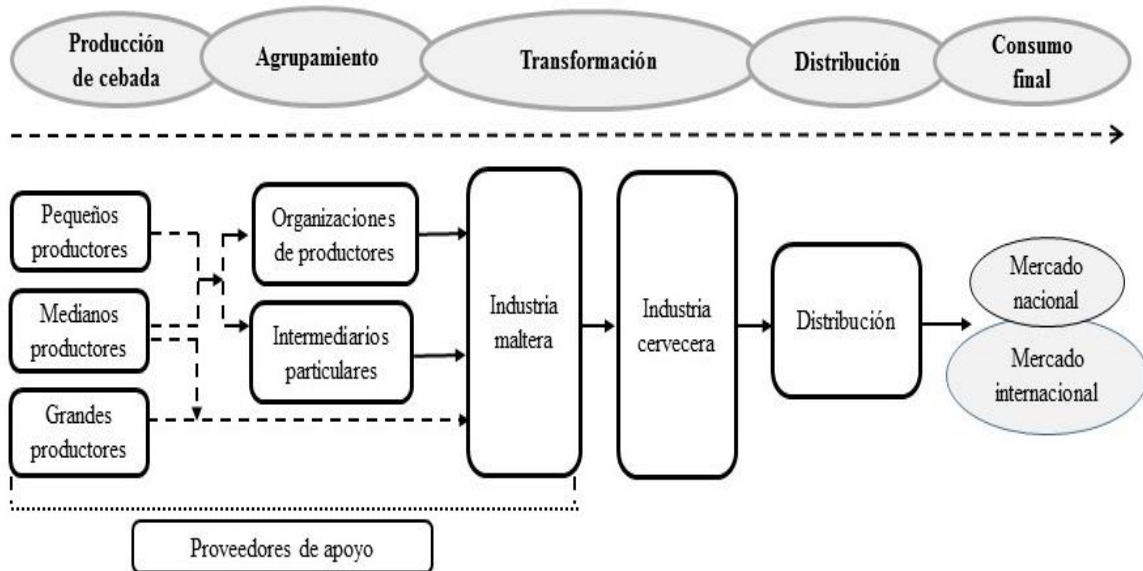 Producción
de cebada
Agrupamiento
Transformación
Distribución
Consumo
final
Pequeños
productores
Medianos
productores
Grandes
productores
Organizaciones
de productores
Intermediarios
particulares
Industria
maltera
Industria
cervecera
Distribución
Mercado
nacional
Mercado
internacional
Proveedores de apoyo